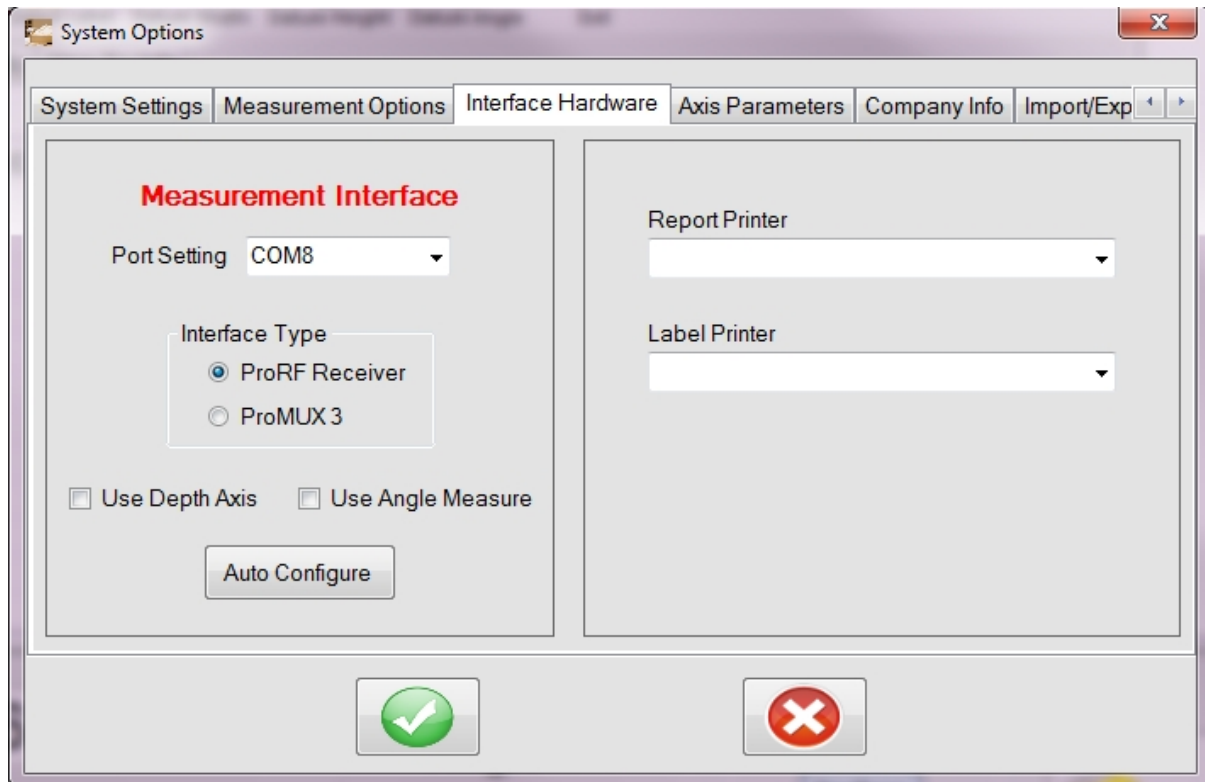 System Options
System Settings Measurement Options Interface Hardware Axis Parameters Company Info Import/Exp
Measurement Interface
Port Setting COM8
Interface Type
ProRF Receiver
ProMUX 3
Use Depth Axis Use Angle Measure
Auto Configure
Report Printer
Label Printer